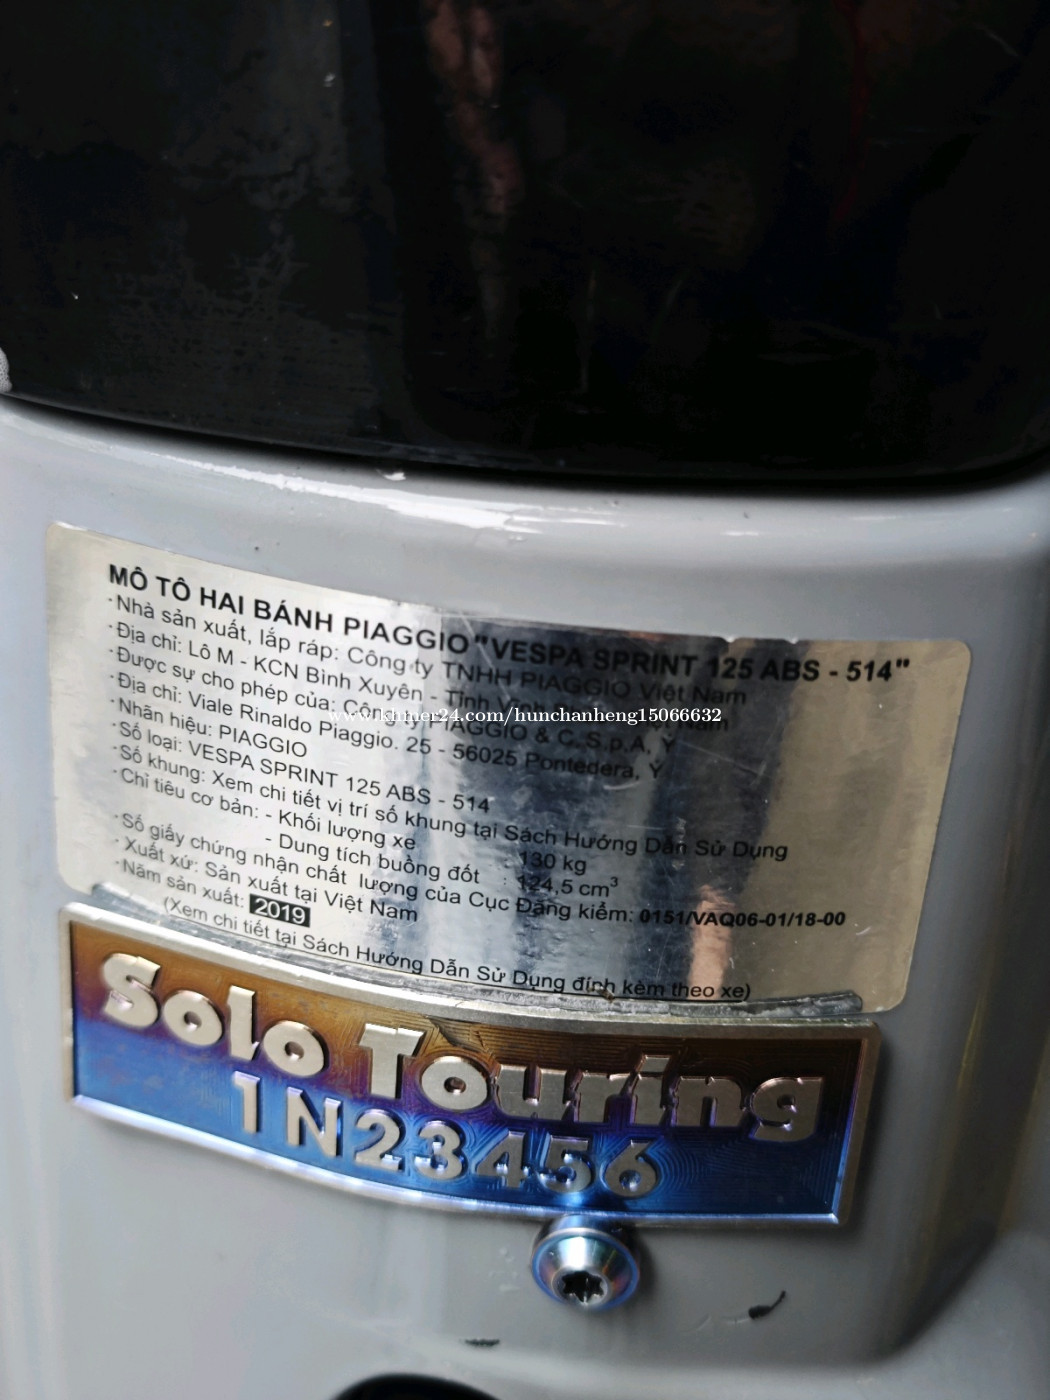 MÔ TÔ HAI BÁNH PIAGGIO "VESPA SPRINT 125 ABS - 514"
·Nhà sản xuất, lắp ráp: Công ty TNHH PIAGGIO Việt Nam
·Địa chỉ: Lô M - KCN Bình Xuyên - Tỉnh Nam
·Được sự cho phép của: Công ty PIAGGIO & C. S.p.A, Ý
·Địa chỉ: Viale Rinaldo Piaggio. 25 - 56025 Pontedera, Ý
·Nhãn hiệu: PIAGGIO
·Số loại: VESPA SPRINT 125 ABS - 514
·Số khung: Xem chi tiết vị trí số khung tại Sách Hướng Dẫn Sử Dụng
·Chỉ tiêu cơ bản: - Khối lượng xe : 130 kg
- Dung tích buồng đốt : 124,5 cm³
·Số giấy chứng nhận chất lượng của Cục Đăng kiểm: 0151/VAQ06-01/18-00
·Xuất xứ: Sản xuất tại Việt Nam
·Năm sản xuất: 2019
(Xem chi tiết tại Sách Hướng Dẫn Sử Dụng đính kèm theo xe)
www.khmer24.com/hunchanheng15066632
Solo Touring
1N23456